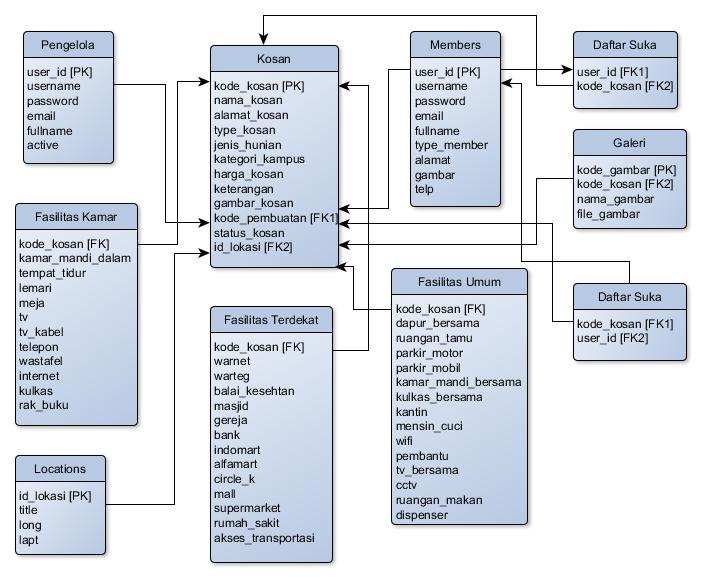 Pengelola
user_id [PK]
username
password
email
fullname
active
Kosan
kode_kosan [PK]
nama_kosan
alamat_kosan
type_kosan
jenis_hunian
kategori_kampus
harga_kosan
keterangan
gambar_kosan
kode_pembuatan [FK1]
status_kosan
id_lokasi [FK2]
Members
user_id [PK]
username
password
email
fullname
type_member
alamat
gambar
telp
Daftar Suka
user_id [FK1]
kode_kosan [FK2]
Galeri
kode_gambar [PK]
kode_kosan [FK2]
nama_gambar
file_gambar
Fasilitas Kamar
kode_kosan [FK]
kamar_mandi_dalam
tempat_tidur
lemari
meja
tv
tv_kabel
telepon
wastafel
internet
kulkas
rak_buku
Fasilitas Terdekat
kode_kosan [FK]
warnet
warteg
balai_kesehtan
masjid
gereja
bank
indomart
alfamart
circle_k
mall
supermarket
rumah_sakit
akses_transportasi
Fasilitas Umum
kode_kosan [FK]
dapur_bersama
ruangan_tamu
parkir_motor
parkir_mobil
kamar_mandi_bersama
kulkas_bersama
kantin
mensin_cuci
wifi
pembantu
tv_bersama
cctv
ruangan_makan
dispenser
Daftar Suka
kode_kosan [FK1]
user_id [FK2]
Locations
id_lokasi [PK]
title
long
lapt